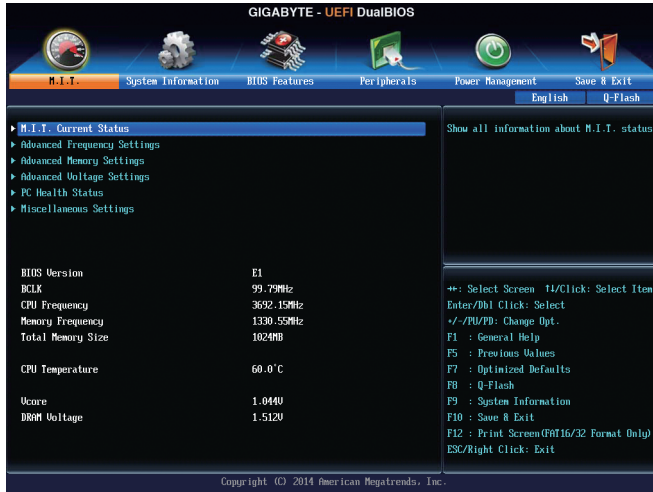 GIGABYTE - UEFI DualBIOS
M.I.T. System Information BIOS Features Peripherals Power Management Save & Exit
English Q-Flash
M.I.T. Current Status
Show all information about M.I.T. status
Advanced Frequency Settings
Advanced Memory Settings
Advanced Voltage Settings
PC Health Status
Miscellaneous Settings
BIOS Version E1
BCLK 99.79MHz
CPU Frequency 3692.15MHz
Memory Frequency 1330.55MHz
Total Memory Size 1024MB
CPU Temperature 60.0°C
Vcore 1.044V
DRAM Voltage 1.512V
↔: Select Screen ↑↓/Click: Select Item
Enter/Dbl Click: Select
+/-/PU/PD: Change Opt.
F1 : General Help
F5 : Previous Values
F7 : Optimized Defaults
F8 : Q-Flash
F9 : System Information
F10 : Save & Exit
F12 : Print Screen(FAT16/32 Format Only)
ESC/Right Click: Exit
Copyright (C) 2014 American Megatrends, Inc.